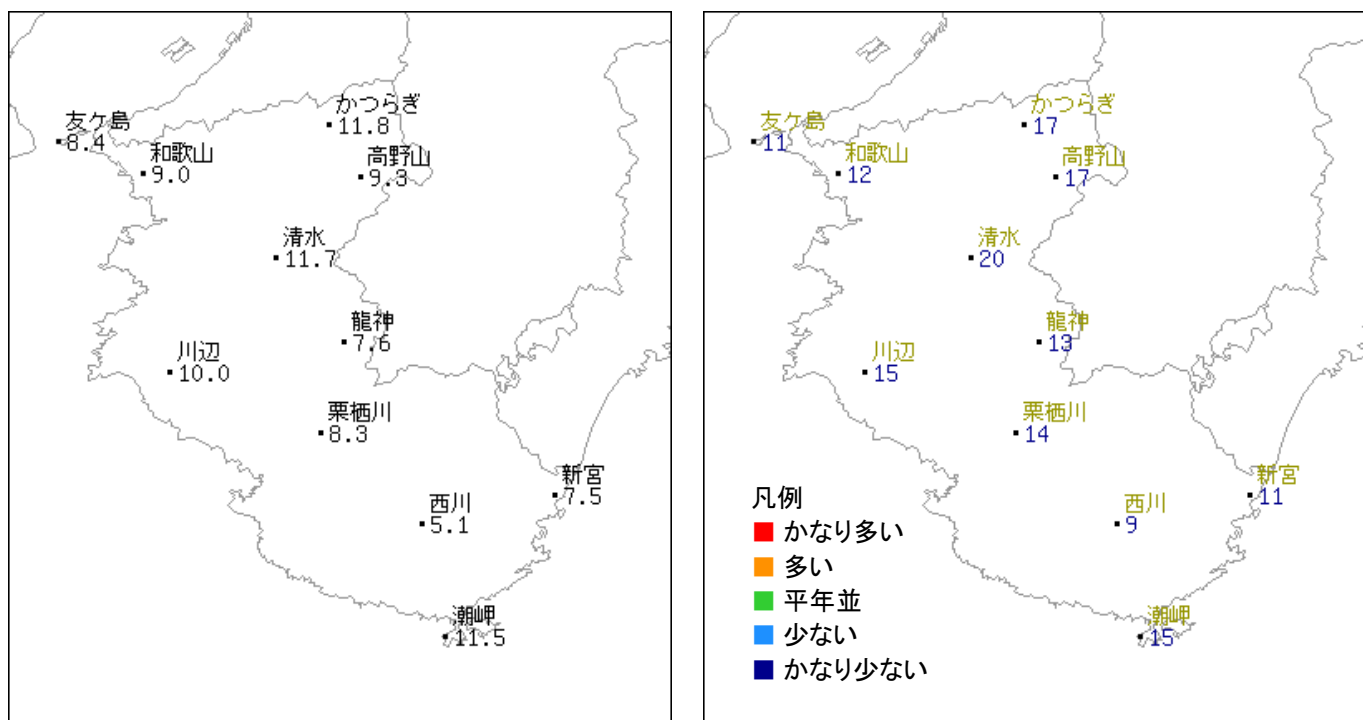 かつらぎ
11.8
友ケ島
8.4
和歌山
9.0
高野山
9.3
清水
11.7
龍神
7.6
川辺
10.0
栗栖川
8.3
新宮
7.5
西川
5.1
潮岬
11.5
かつらぎ
17
友ケ島
11
和歌山
12
高野山
17
清水
20
龍神
13
川辺
15
栗栖川
14
新宮
11
西川
9
潮岬
15
凡例
かなり多い
多い
平年並
少ない
かなり少ない